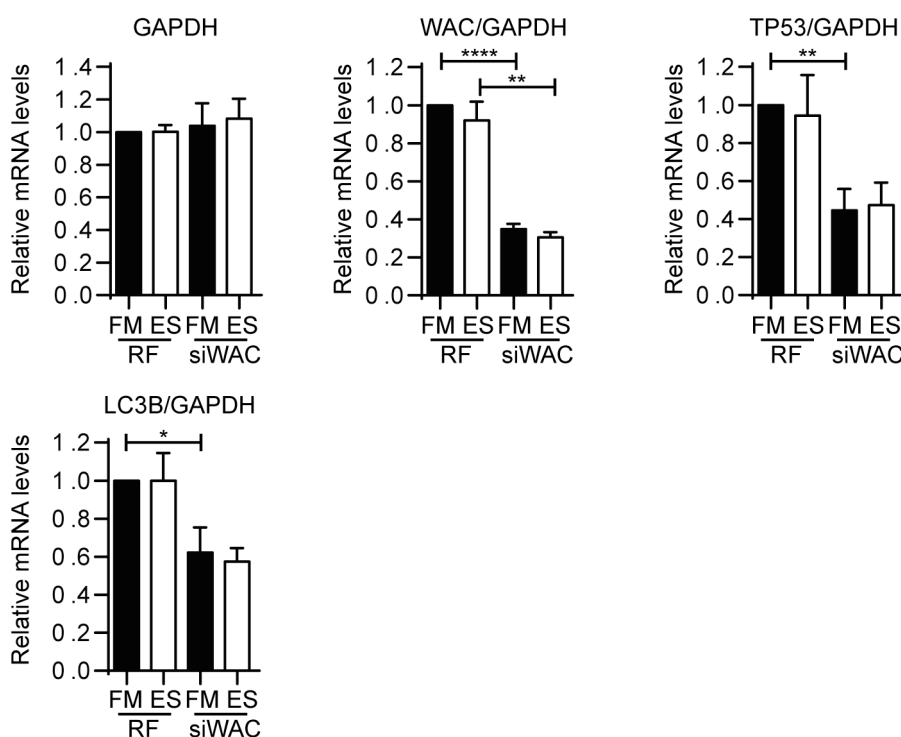 GAPDH
Relative mRNA levels
1.4
1.2
1.0
0.8
0.6
0.4
0.2
0.0
FM ES FM ES
RF siWAC
WAC/GAPDH
Relative mRNA levels
****
**
1.2
1.0
0.8
0.6
0.4
0.2
0.0
FM ES FM ES
RF siWAC
TP53/GAPDH
Relative mRNA levels
**
1.2
1.0
0.8
0.6
0.4
0.2
0.0
FM ES FM ES
RF siWAC
LC3B/GAPDH
Relative mRNA levels
*
1.2
1.0
0.8
0.6
0.4
0.2
0.0
FM ES FM ES
RF siWAC